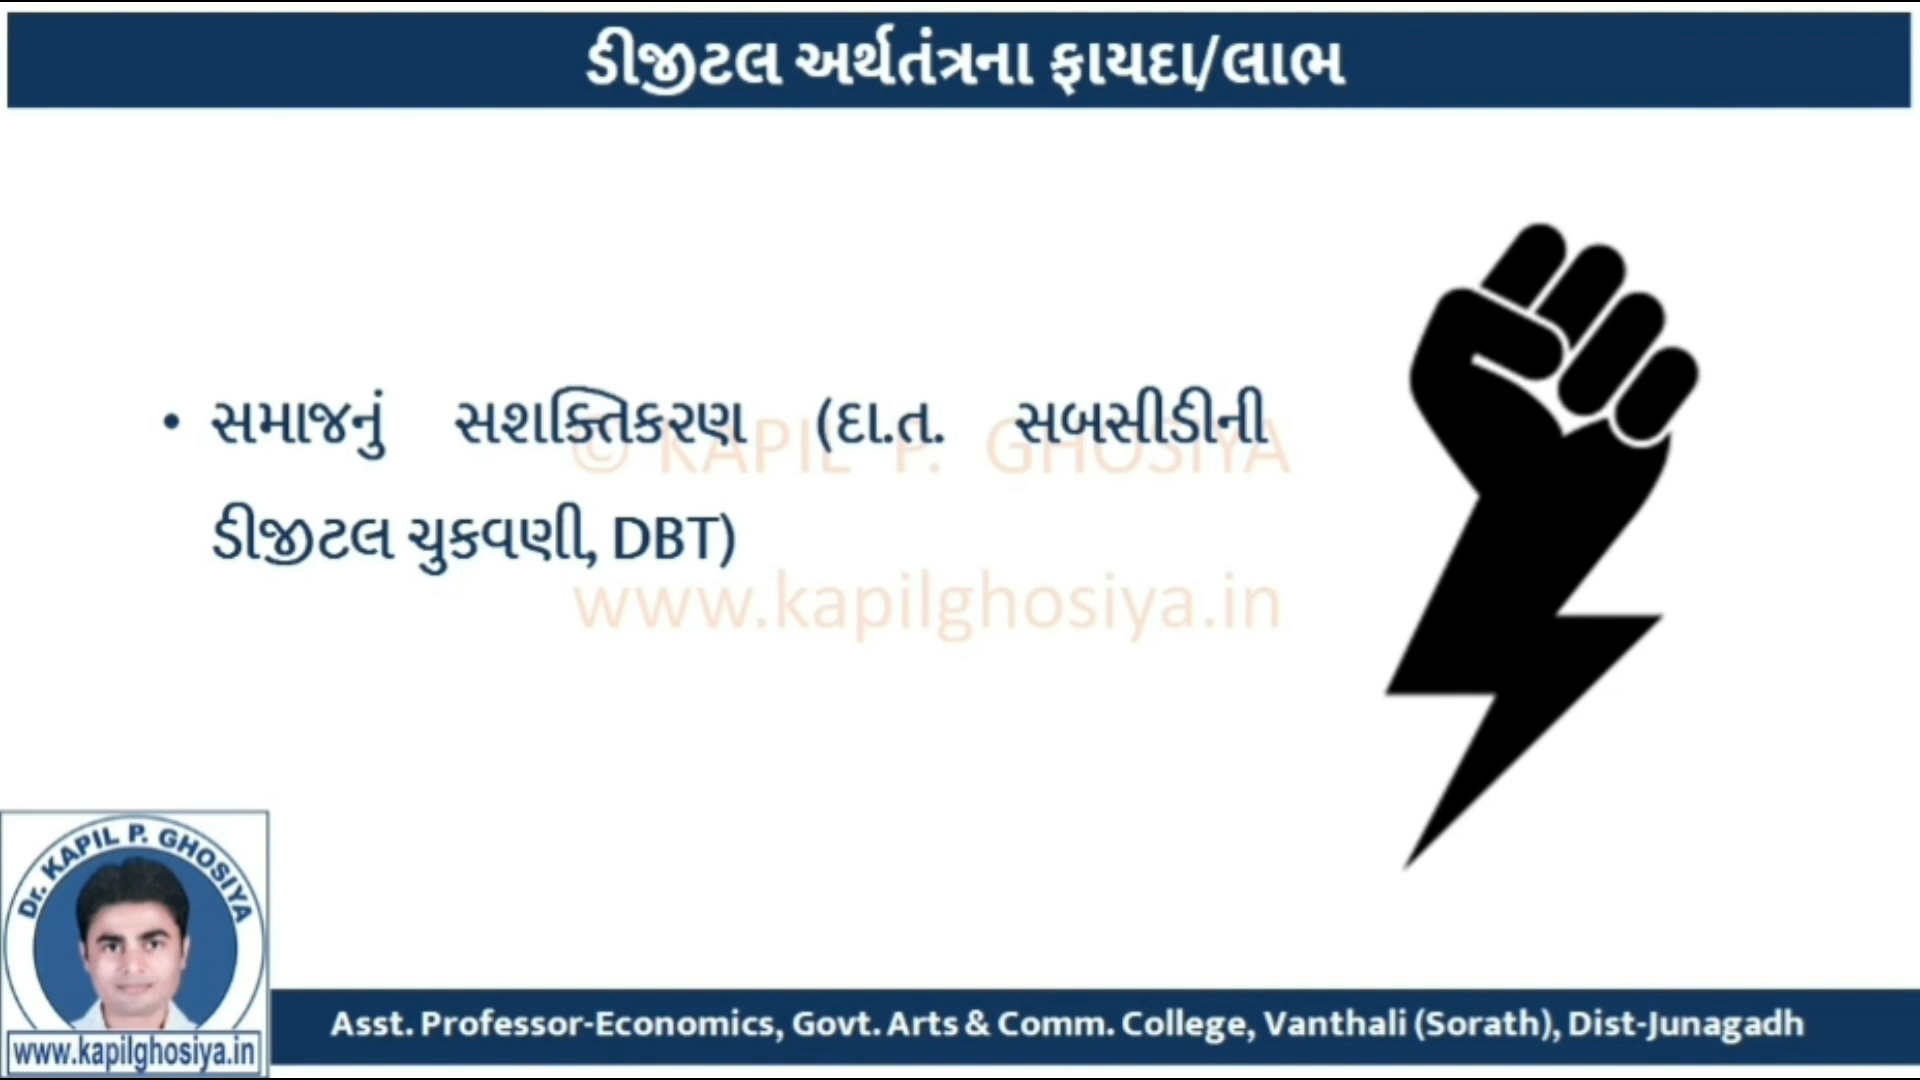 ડીજીટલ અર્થતંત્રના ફાયદા/લાભ
• સમાજનું સશક્તિકરણ (દા.ત. સબસીડીની
ડીજીટલ ચુકવણી, DBT)
© KAPIL P. GHOSIYA
www.kapilghosiya.in
Dr. KAPIL P. GHOSIYA
www.kapilghosiya.in
Asst. Professor-Economics, Govt. Arts & Comm. College, Vanthali (Sorath), Dist-Junagadh